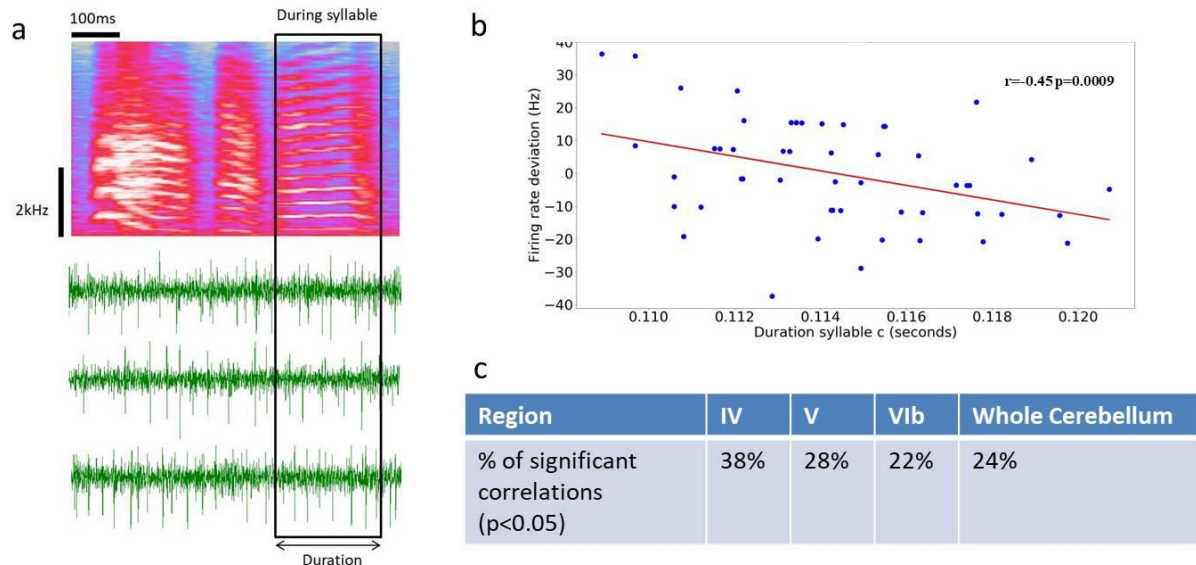 a
100ms
During syllable
2kHz
Duration
b
Firing rate deviation (Hz)
40
30
20
10
0
−10
−20
−30
−40
r=-0.45 p=0.0009
0.110 0.112 0.114 0.116 0.118 0.120
Duration syllable c (seconds)
c
Region IV V VIb Whole Cerebellum
% of significant 38% 28% 22% 24%
correlations
(p<0.05)